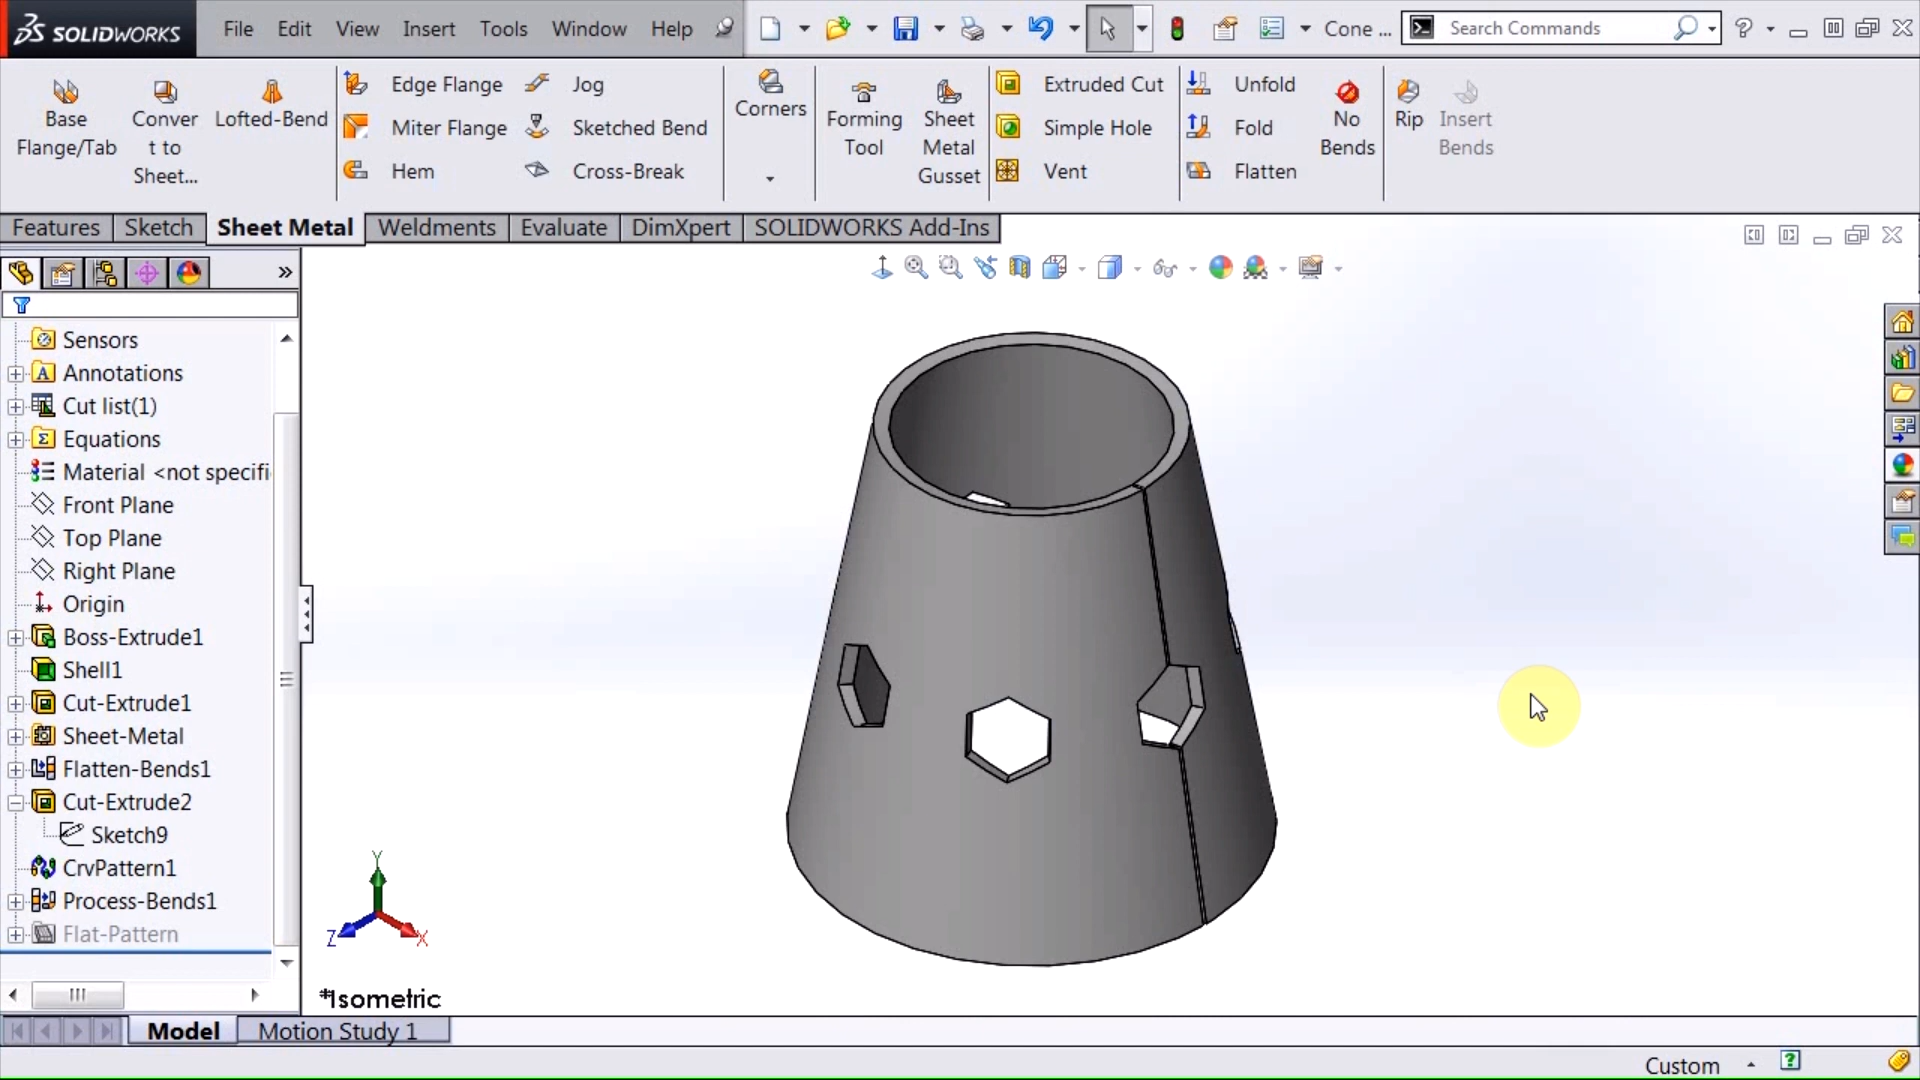 SOLIDWORKS File Edit View Insert Tools Window Help Cone ... Search Commands ?
Base Flange/Tab
Conver t to Sheet...
Lofted-Bend
Edge Flange
Miter Flange
Hem
Jog
Sketched Bend
Cross-Break
Corners
Forming Tool
Sheet Metal Gusset
Extruded Cut
Simple Hole
Vent
Unfold
Fold
Flatten
No Bends
Rip
Insert Bends
Features Sketch Sheet Metal Weldments Evaluate DimXpert SOLIDWORKS Add-Ins
Sensors
Annotations
Cut list(1)
Equations
Material <not specifi
Front Plane
Top Plane
Right Plane
Origin
Boss-Extrude1
Shell1
Cut-Extrude1
Sheet-Metal
Flatten-Bends1
Cut-Extrude2
Sketch9
CrvPattern1
Process-Bends1
Flat-Pattern
Y
Z
X
*Isometric
Model Motion Study 1
Custom ?